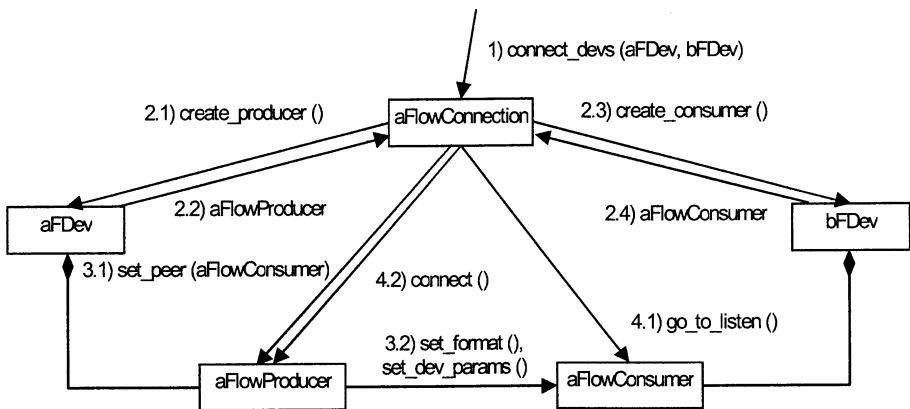 1) connect_devs (aFDev, bFDev)
2.1) create_producer ()
aFlowConnection
2.3) create_consumer ()
2.2) aFlowProducer
2.4) aFlowConsumer
aFDev
bFDev
3.1) set_peer (aFlowConsumer)
4.2) connect ()
4.1) go_to_listen ()
3.2) set_format (),
set_dev_params ()
aFlowProducer
aFlowConsumer